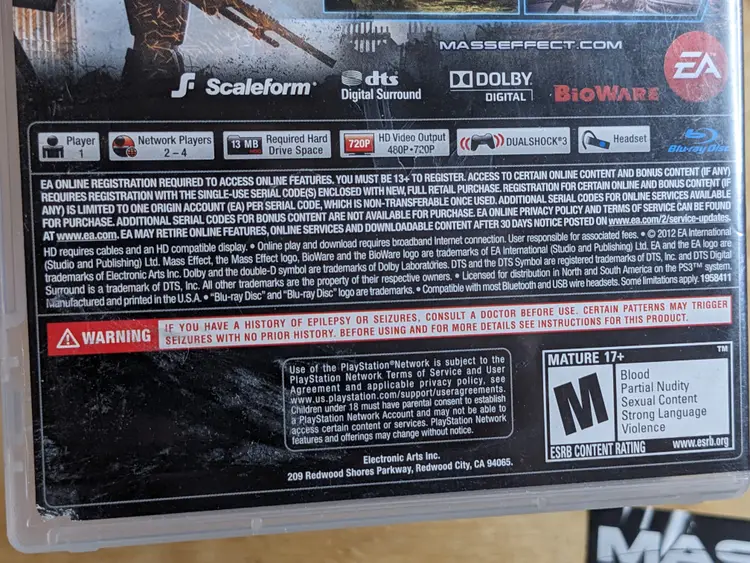 MASSEFFECT.COM
EA
Scaleform®
dts
Digital Surround
DOLBY
DIGITAL
BIOWARE
Player
1
Network Players
2 – 4
13 MB
Required Hard
Drive Space
720P
HD Video Output
480P•720P
DUALSHOCK®3
Headset
Blu-ray Disc
EA ONLINE REGISTRATION REQUIRED TO ACCESS ONLINE FEATURES. YOU MUST BE 13+ TO REGISTER. ACCESS TO CERTAIN ONLINE CONTENT AND BONUS CONTENT (IF ANY)
REQUIRES REGISTRATION WITH THE SINGLE-USE SERIAL CODE(S) ENCLOSED WITH NEW, FULL RETAIL PURCHASE. REGISTRATION FOR CERTAIN ONLINE AND BONUS CONTENT (IF
ANY) IS LIMITED TO ONE ORIGIN ACCOUNT (EA) PER SERIAL CODE, WHICH IS NON-TRANSFERABLE ONCE USED. ADDITIONAL SERIAL CODES FOR ONLINE SERVICES AVAILABLE
FOR PURCHASE. ADDITIONAL SERIAL CODES FOR BONUS CONTENT ARE NOT AVAILABLE FOR PURCHASE. EA ONLINE PRIVACY POLICY AND TERMS OF SERVICE CAN BE FOUND
AT www.ea.com. EA MAY RETIRE ONLINE FEATURES, ONLINE SERVICES AND DOWNLOADABLE CONTENT AFTER 30 DAYS NOTICE POSTED ON www.ea.com/2/service-updates.
HD requires cables and an HD compatible display. • Online play and download requires broadband Internet connection. User responsible for associated fees. • © 2012 EA International
(Studio and Publishing) Ltd. Mass Effect, the Mass Effect logo, BioWare and the BioWare logo are trademarks of EA International (Studio and Publishing) Ltd. EA and the EA logo are
trademarks of Electronic Arts Inc. Dolby and the double-D symbol are trademarks of Dolby Laboratories. DTS and the DTS Symbol are registered trademarks of DTS, Inc. and DTS Digital
Surround is a trademark of DTS, Inc. All other trademarks are the property of their respective owners. • Licensed for distribution in North and South America on the PS3™ system.
Manufactured and printed in the U.S.A. • "Blu-ray Disc" and "Blu-ray Disc" logo are trademarks. • Compatible with most Bluetooth and USB wire headsets. Some limitations apply. 1958411
WARNING
IF YOU HAVE A HISTORY OF EPILEPSY OR SEIZURES, CONSULT A DOCTOR BEFORE USE. CERTAIN PATTERNS MAY TRIGGER
SEIZURES WITH NO PRIOR HISTORY. BEFORE USING AND FOR MORE DETAILS SEE INSTRUCTIONS FOR THIS PRODUCT.
Use of the PlayStation®Network is subject to the
PlayStation Network Terms of Service and User
Agreement and applicable privacy policy, see
www.us.playstation.com/support/useragreements.
Children under 18 must have parental consent to establish
a PlayStation Network Account and may not be able to
access certain content or services. PlayStation Network
features and offerings may change without notice.
Electronic Arts Inc.
209 Redwood Shores Parkway, Redwood City, CA 94065.
MATURE 17+
TM
M
Blood
Partial Nudity
Sexual Content
Strong Language
Violence
ESRB CONTENT RATING
www.esrb.org
MAS